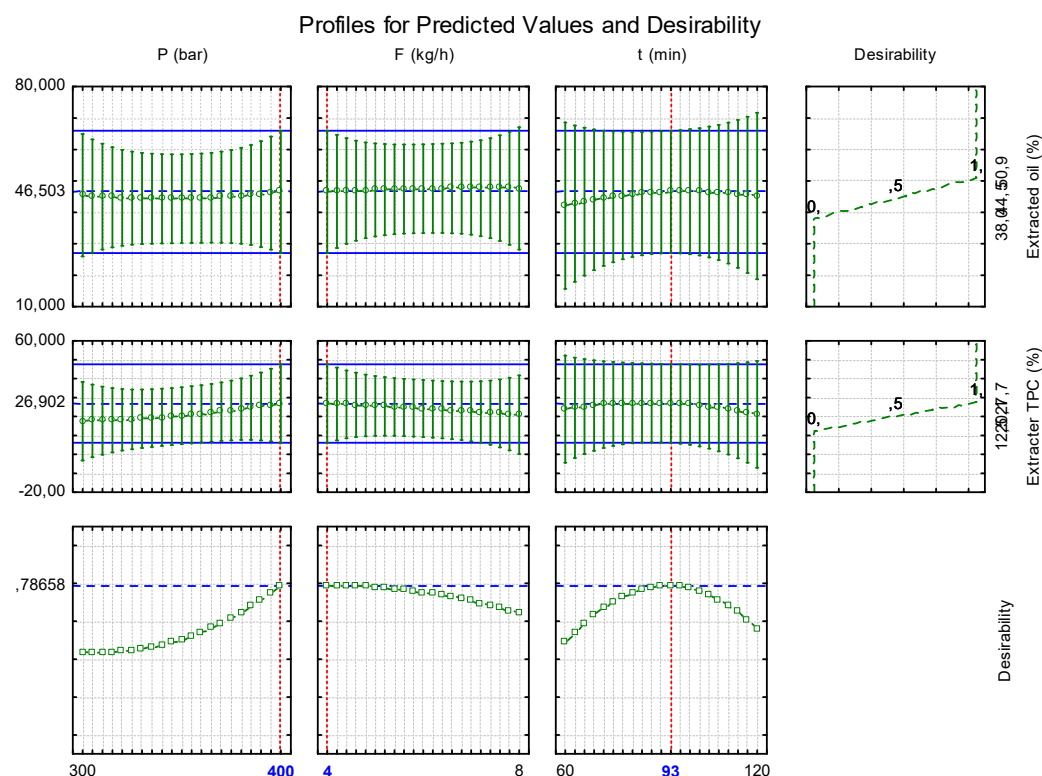 Profiles for Predicted Values and Desirability
P (bar) F (kg/h) t (min) Desirability
80,000
46,503
10,000
0,
,5
1,
Extracted oil (%)
60,000
26,902
-20,00
0,
,5
1,
Extracter TPC (%)
,78658
Desirability
300 400 4 8 60 93 120